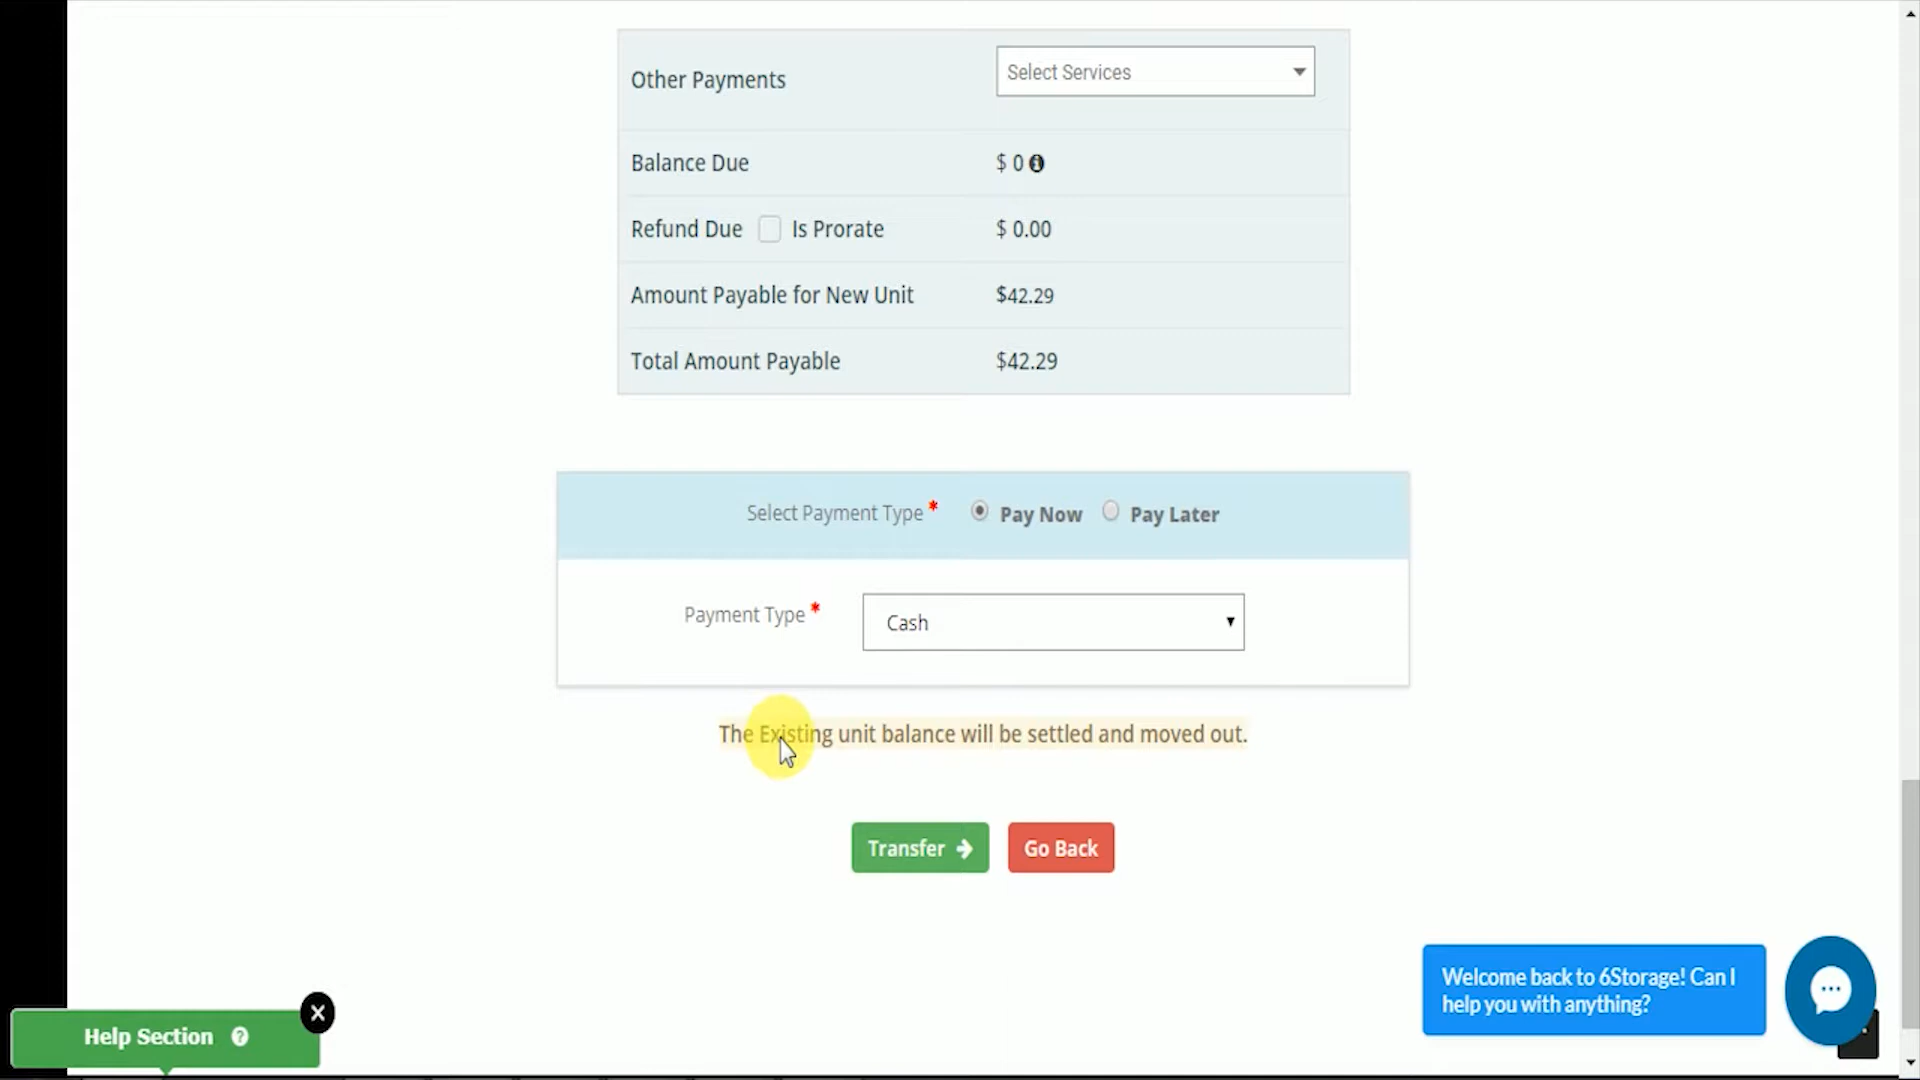 Other Payments Select Services
Balance Due $ 0
Refund Due Is Prorate $ 0.00
Amount Payable for New Unit $42.29
Total Amount Payable $42.29
Select Payment Type * Pay Now Pay Later
Payment Type * Cash
The Existing unit balance will be settled and moved out.
Transfer Go Back
Welcome back to 6Storage! Can I
help you with anything?
Help Section ?